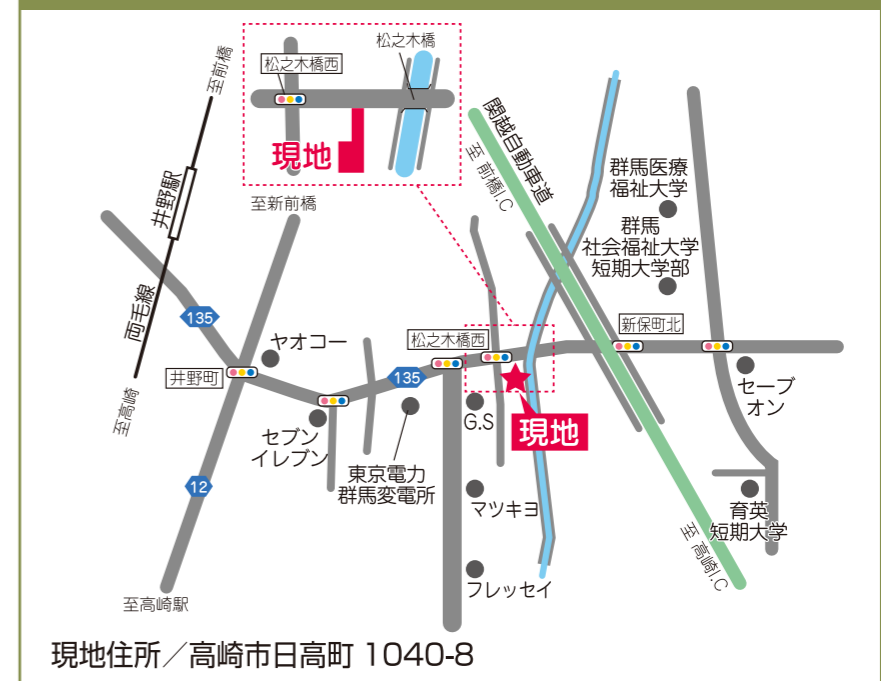 至前橋
松之木橋
松之木橋西
現地
関越自動車道
至 前橋I.C
井野駅
至新前橋
群馬医療
福祉大学
群馬
社会福祉大学
短期大学部
両毛線
135
ヤオコー
松之木橋西
新保町北
井野町
135
セーブ
オン
至高崎
セブン
イレブン
G.S
現地
東京電力
群馬変電所
12
マツキヨ
育英
短期大学
至 高崎I.C
フレッセイ
至高崎駅
現地住所／高崎市日高町 1040-8